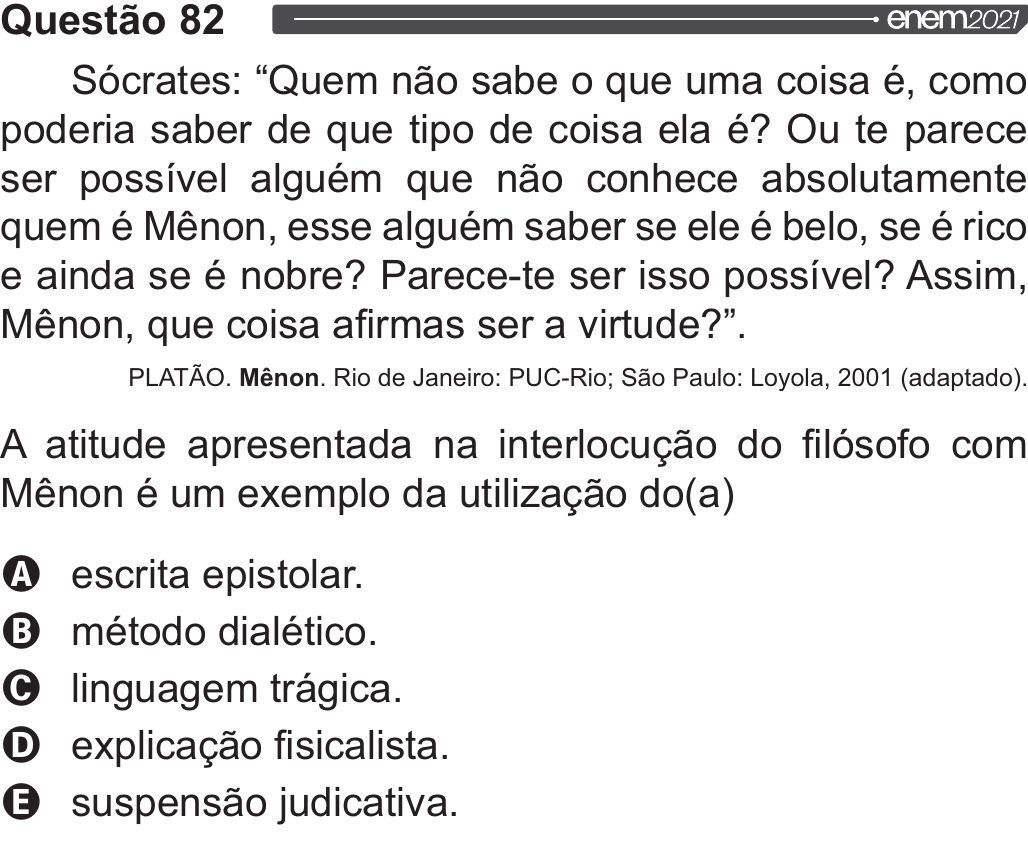 Questão 82
enem2021
Sócrates: “Quem não sabe o que uma coisa é, como
poderia saber de que tipo de coisa ela é? Ou te parece
ser possível alguém que não conhece absolutamente
quem é Mênon, esse alguém saber se ele é belo, se é rico
e ainda se é nobre? Parece-te ser isso possível? Assim,
Mênon, que coisa afirmas ser a virtude?”.
PLATÃO. Mênon. Rio de Janeiro: PUC-Rio; São Paulo: Loyola, 2001 (adaptado).
A atitude apresentada na interlocução do filósofo com
Mênon é um exemplo da utilização do(a)
A escrita epistolar.
B método dialético.
C linguagem trágica.
D explicação fisicalista.
E suspensão judicativa.